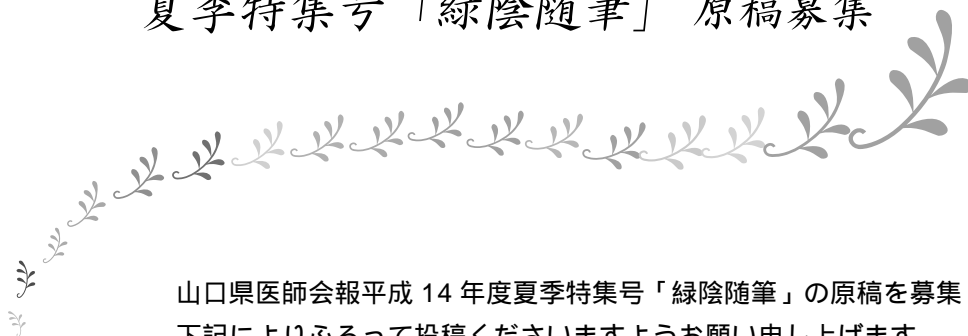 夏季特集号「緑陰随筆」 原稿募集
山口県医師会報平成 14 年度夏季特集号「緑陰随筆」の原稿を募集
下記によりふるって投稿くださいますようお願い申し上げます